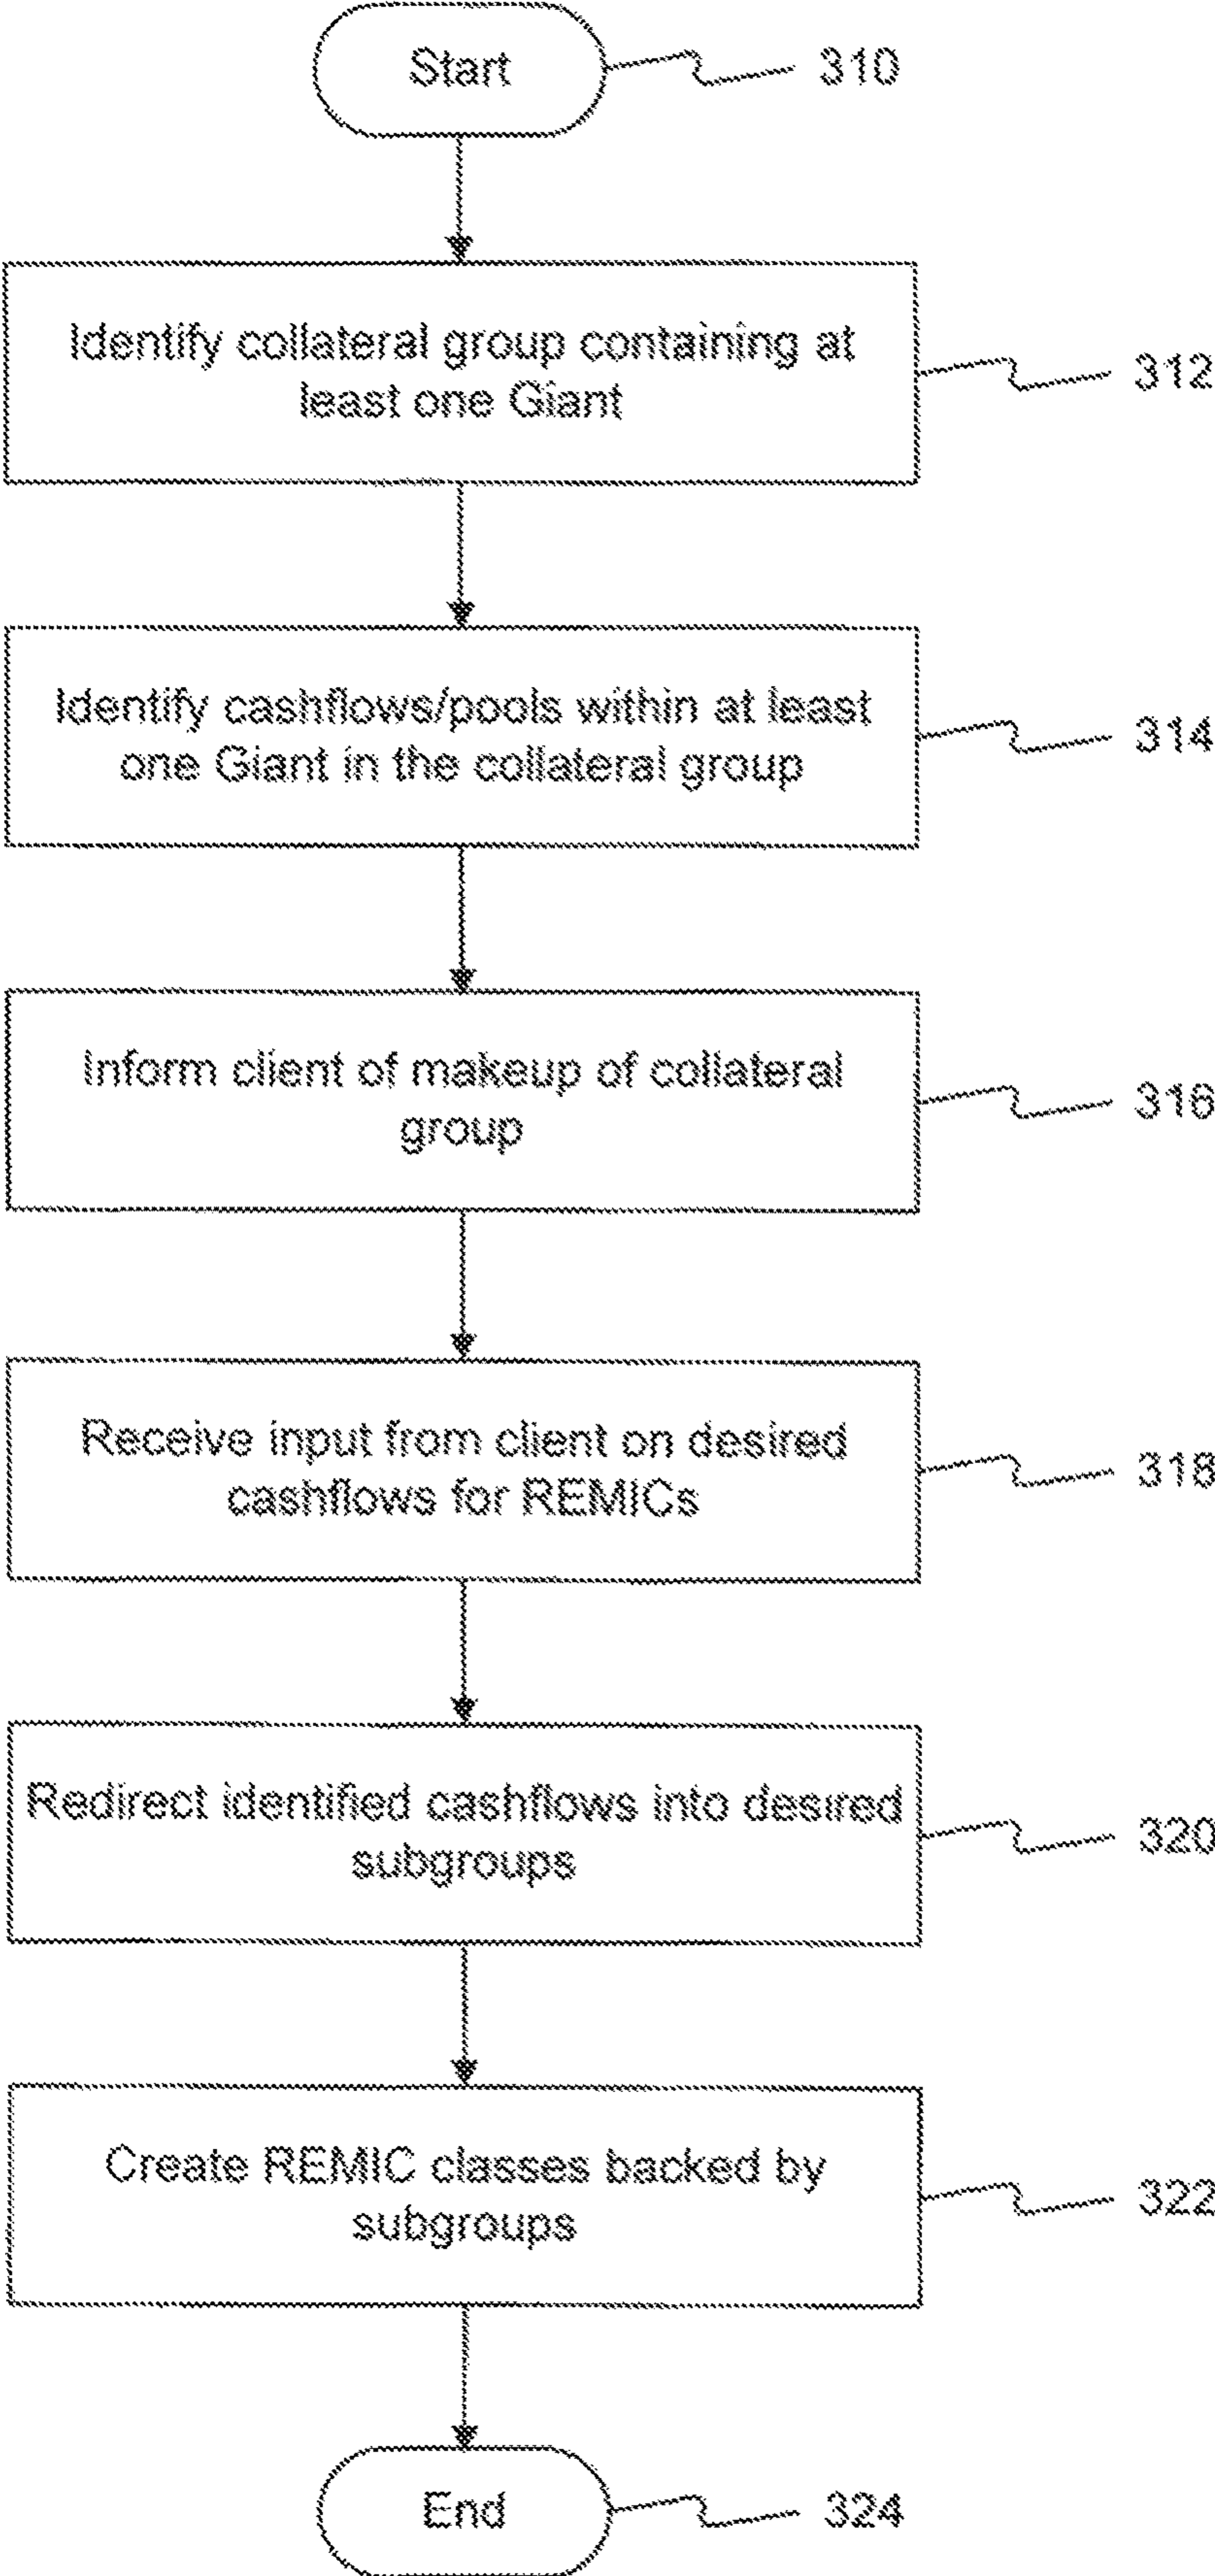 Start
310
Identify collateral group containing at
least one Giant
312
Identify cashflows/pools within at least
one Giant in the collateral group
314
Inform client of makeup of collateral
group
316
Receive input from client on desired
cashflows for REMICs
318
Redirect identified cashflows into desired
subgroups
320
Create REMIC classes backed by
subgroups
322
End
324